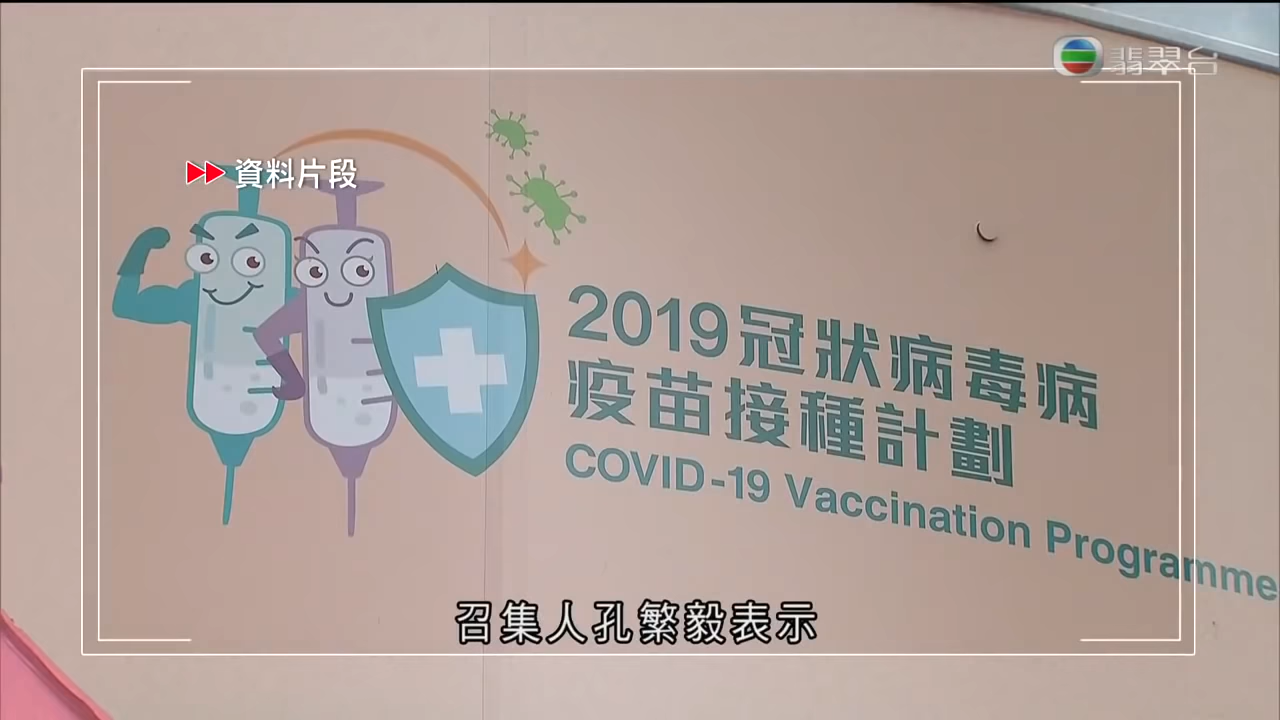 翡翠台
資料片段
2019冠狀病毒病
疫苗接種計劃
COVID-19 Vaccination Programme
召集人孔繁毅表示